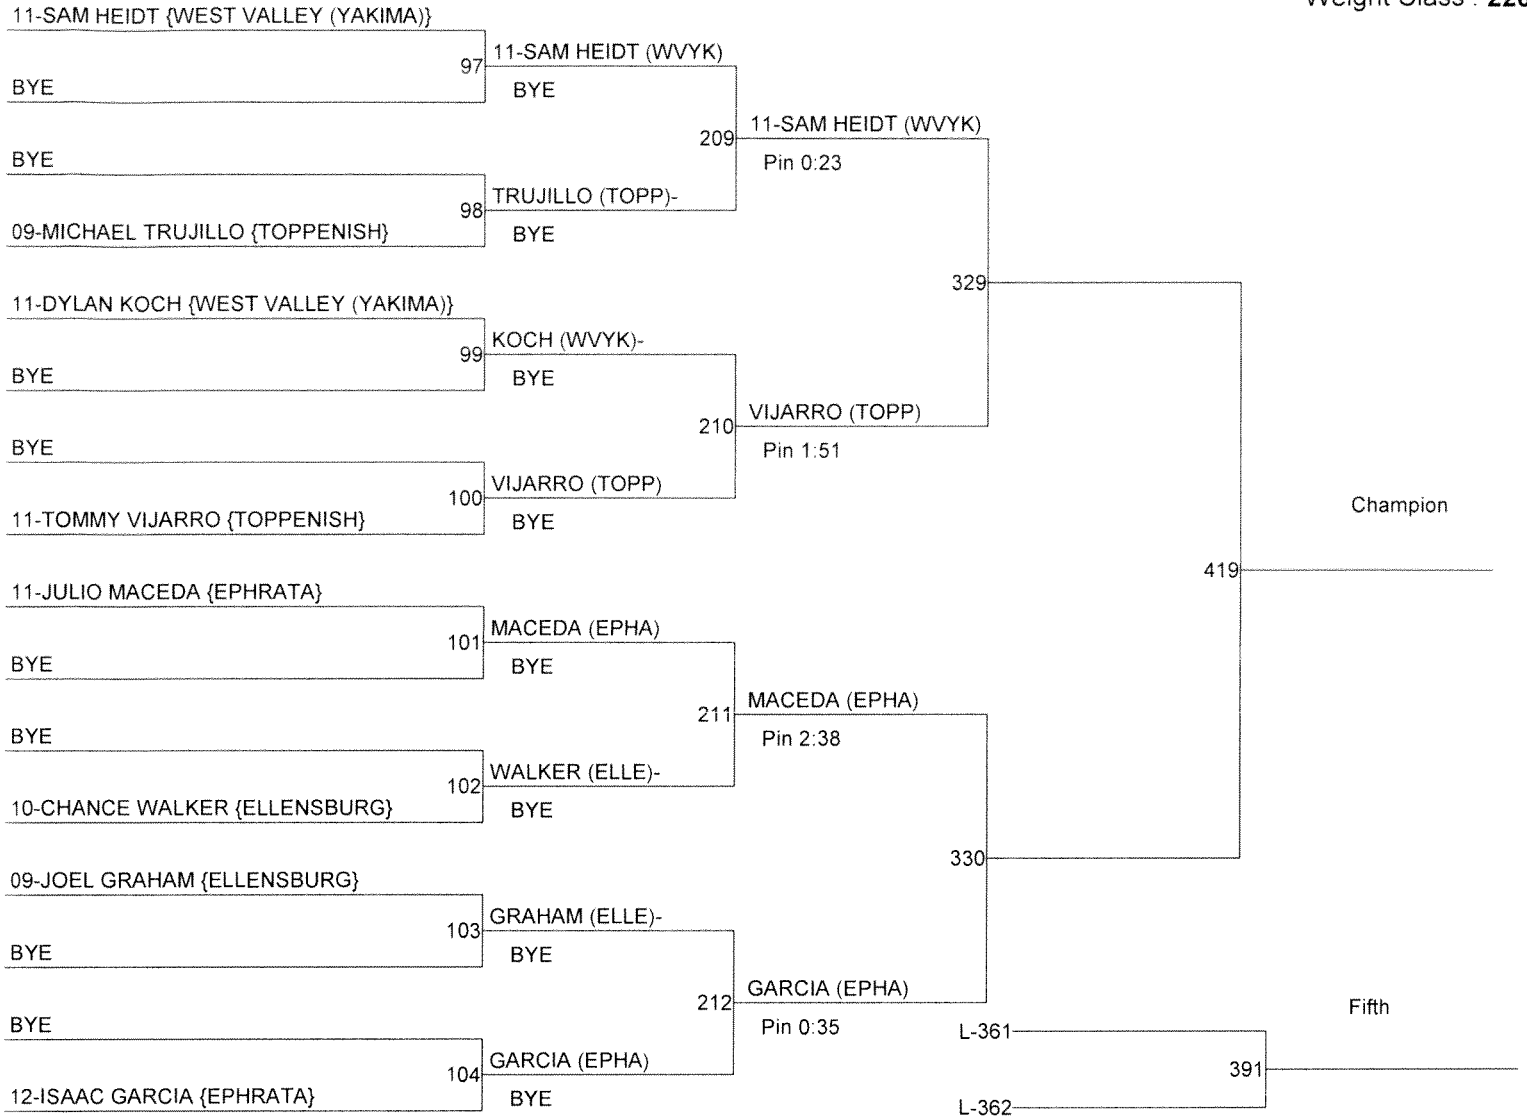 Weight Class : 220
11-SAM HEIDT {WEST VALLEY (YAKIMA)}
97
11-SAM HEIDT (WVYK)
BYE
BYE
209
11-SAM HEIDT (WVYK)
Pin 0:23
BYE
98
TRUJILLO (TOPP)-
BYE
09-MICHAEL TRUJILLO {TOPPENISH}
329
11-DYLAN KOCH {WEST VALLEY (YAKIMA)}
99
KOCH (WVYK)-
BYE
BYE
210
VIJARRO (TOPP)
Pin 1:51
BYE
100
VIJARRO (TOPP)
BYE
11-TOMMY VIJARRO {TOPPENISH}
Champion
419
11-JULIO MACEDA {EPHRATA}
101
MACEDA (EPHA)
BYE
BYE
211
MACEDA (EPHA)
Pin 2:38
BYE
102
WALKER (ELLE)-
BYE
10-CHANCE WALKER {ELLENSBURG}
330
09-JOEL GRAHAM {ELLENSBURG}
103
GRAHAM (ELLE)-
BYE
BYE
212
GARCIA (EPHA)
Pin 0:35
BYE
104
GARCIA (EPHA)
BYE
12-ISAAC GARCIA {EPHRATA}
Fifth
L-361
391
L-362